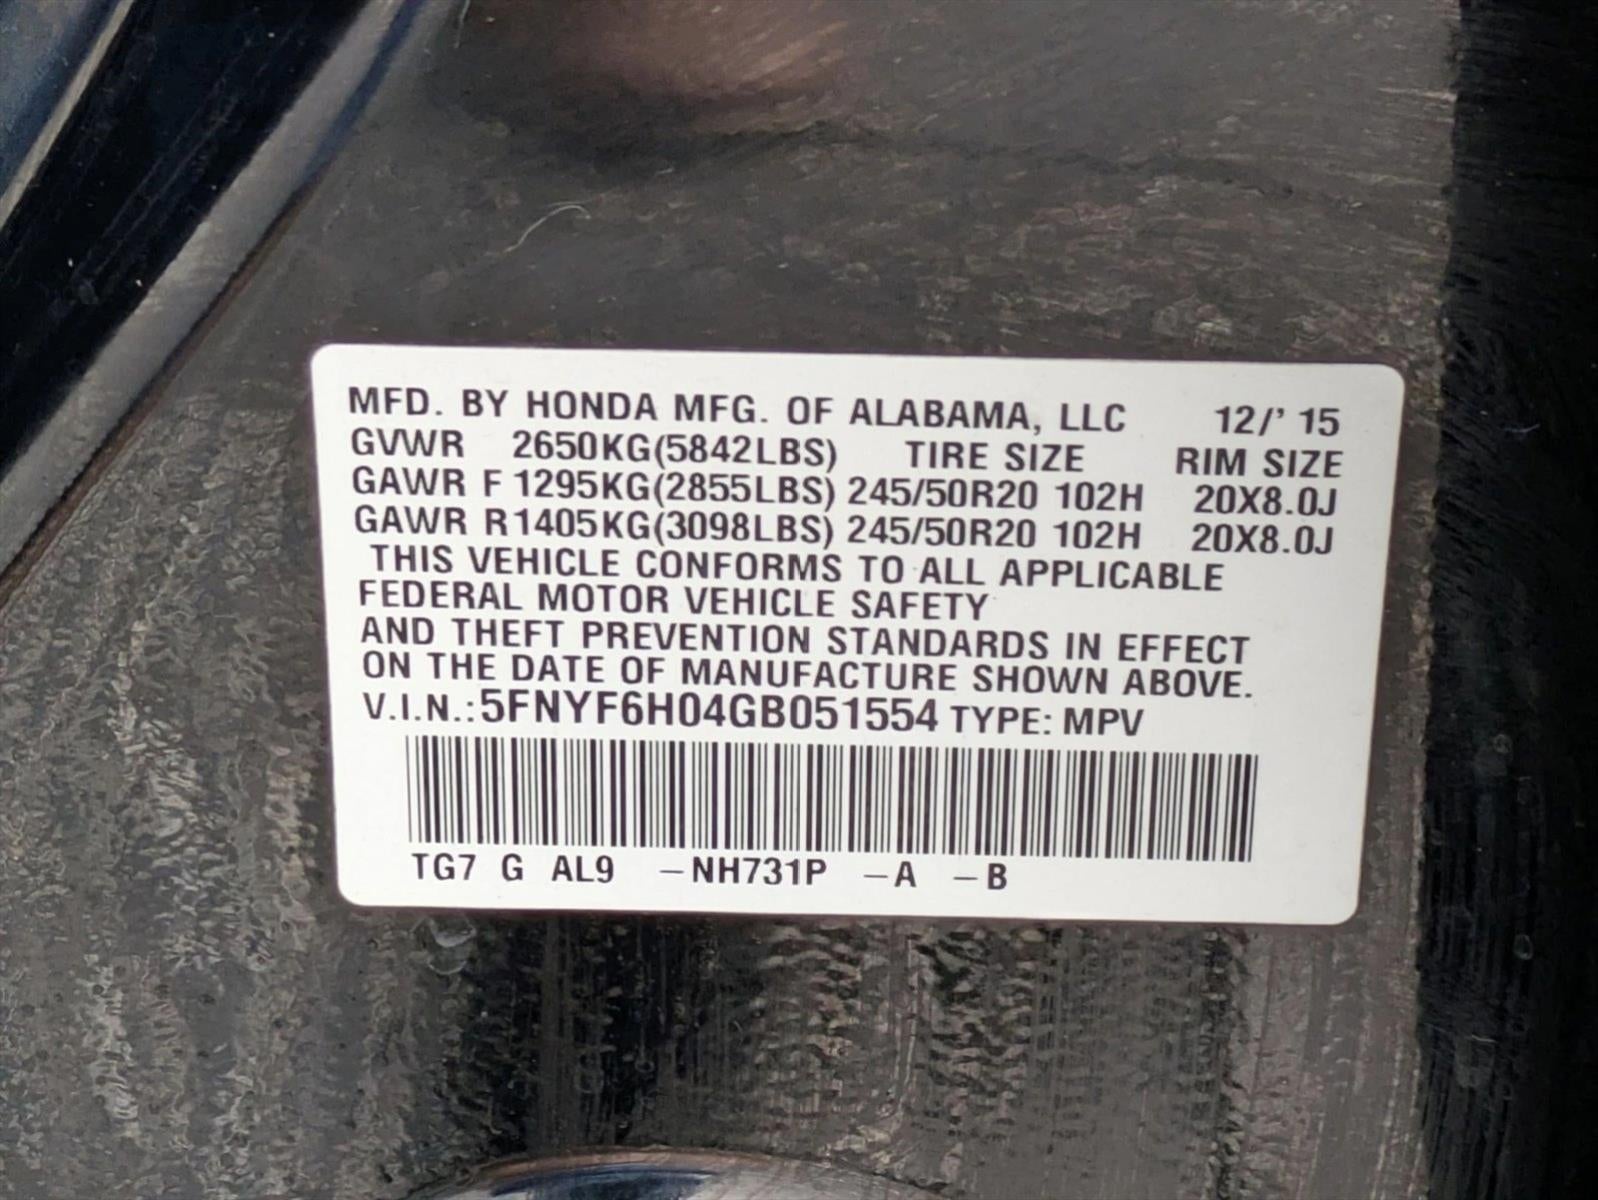 MFD. BY HONDA MFG. OF ALABAMA, LLC 12/' 15
GVWR 2650KG(5842LBS) TIRE SIZE RIM SIZE
GAWR F 1295KG(2855LBS) 245/50R20 102H 20X8.0J
GAWR R1405KG(3098LBS) 245/50R20 102H 20X8.0J
THIS VEHICLE CONFORMS TO ALL APPLICABLE
FEDERAL MOTOR VEHICLE SAFETY
AND THEFT PREVENTION STANDARDS IN EFFECT
ON THE DATE OF MANUFACTURE SHOWN ABOVE.
V.I.N.:5FNYF6H04GB051554 TYPE: MPV
TG7 G AL9 -NH731P -A -B